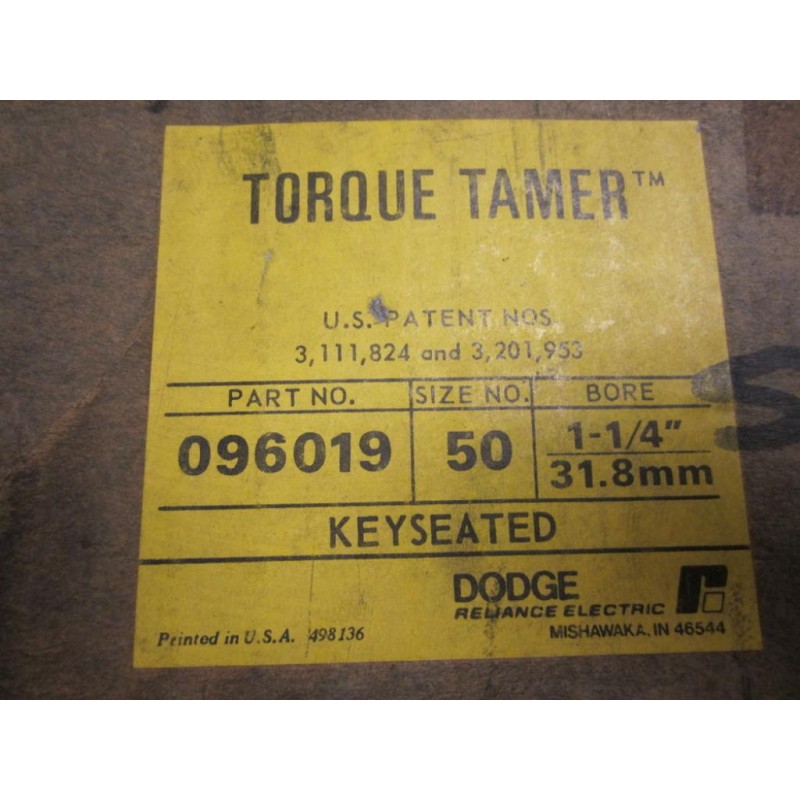 TORQUE TAMER™
U.S. PATENT NOS.
3,111,824 and 3,201,953
PART NO. SIZE NO. BORE
096019 50 1-1/4"
31.8mm
KEYSEATED
DODGE
RELIANCE ELECTRIC
MISHAWAKA, IN 46544
Printed in U.S.A. 498136
S